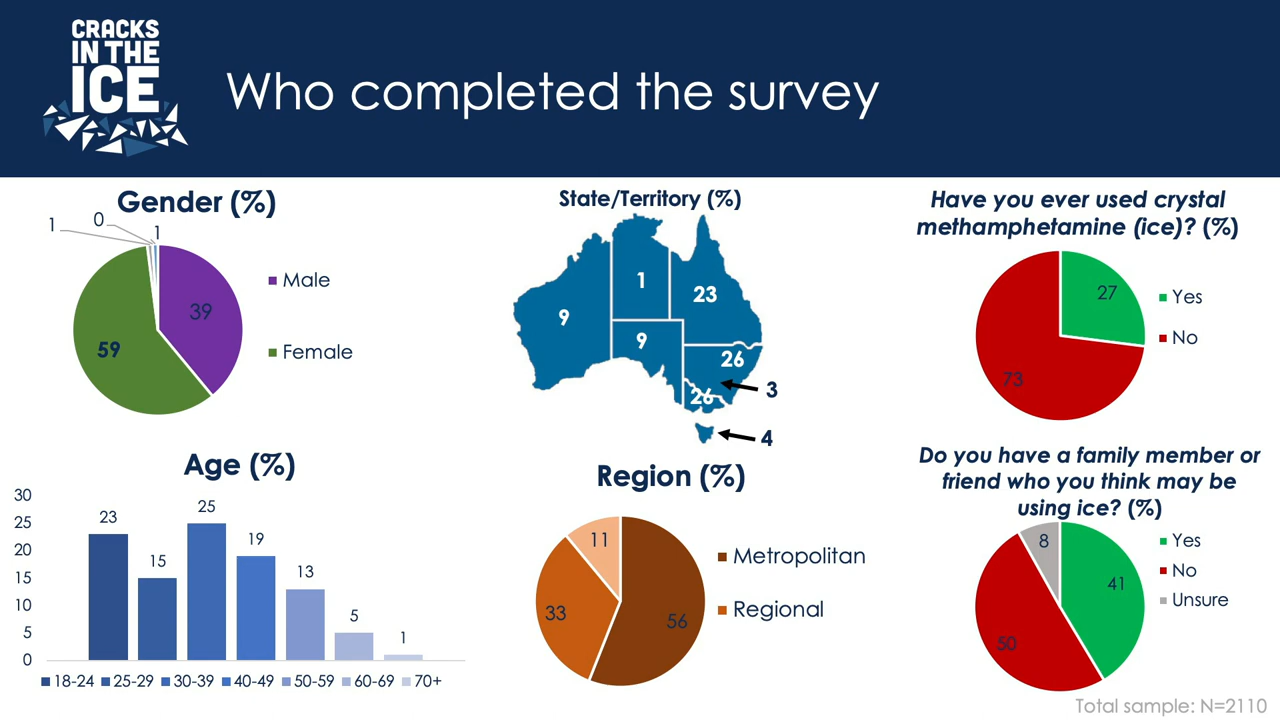 CRACKS
IN THE
ICE
Who completed the survey
Gender (%)
1
0
1
39
59
Male
Female
State/Territory (%)
9
1
23
9
26
26
3
4
Have you ever used crystal
methamphetamine (ice)? (%)
27
73
Yes
No
Age (%)
30
25
20
15
10
5
0
23
15
25
19
13
5
1
18-24 25-29 30-39 40-49 50-59 60-69 70+
Region (%)
11
33
56
Metropolitan
Regional
Do you have a family member or
friend who you think may be
using ice? (%)
8
41
50
Yes
No
Unsure
Total sample: N=2110